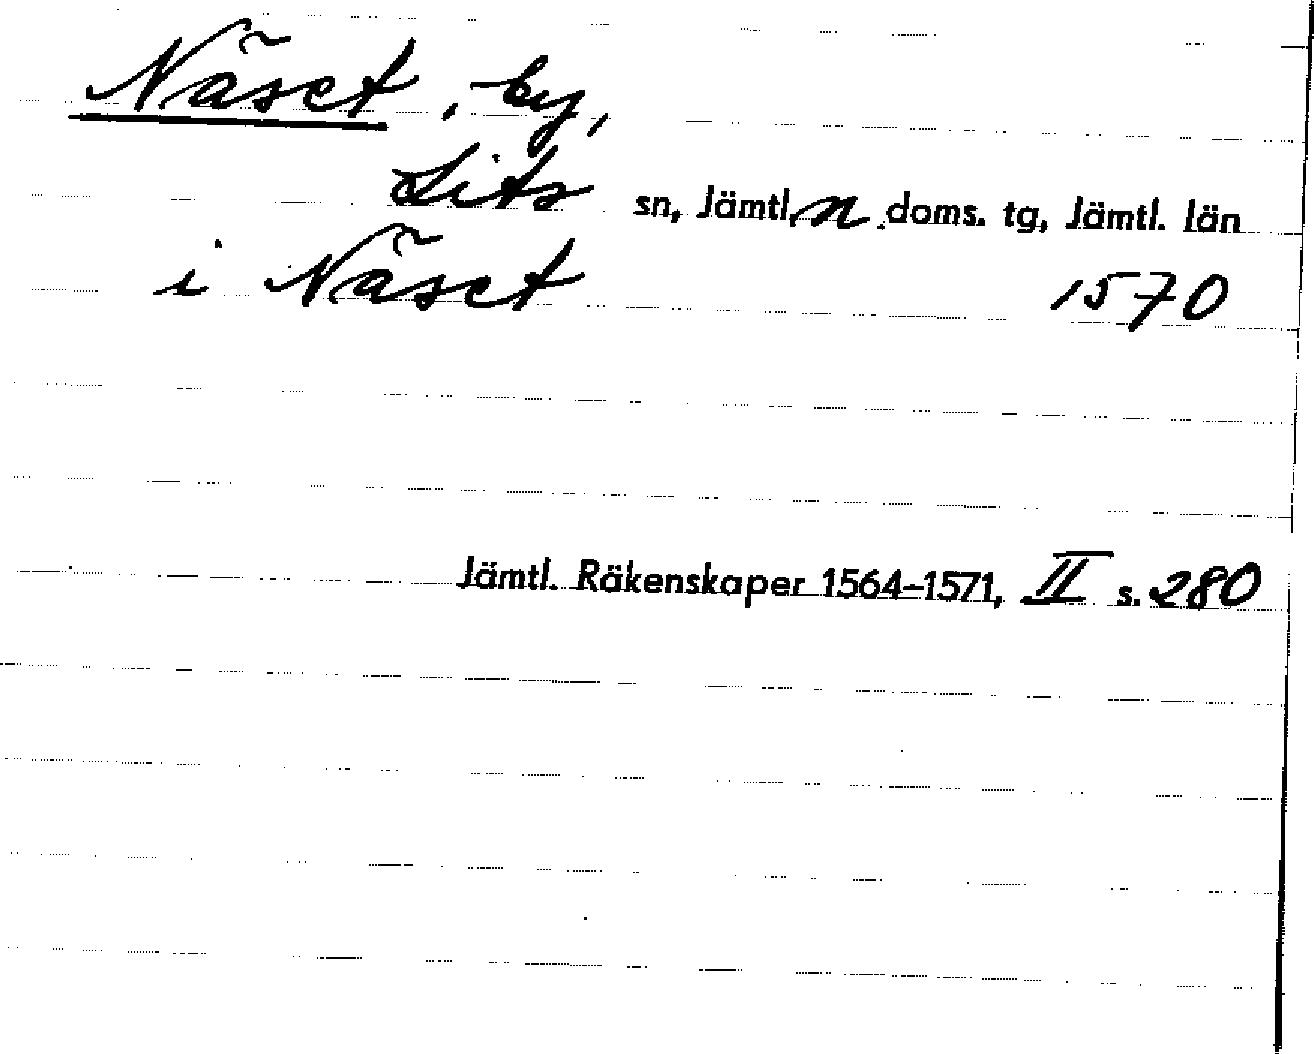 Näset, by,
Lits sn, Jämtl. n doms. tg, Jämtl. län
i Näset 1570
Jämtl. Räkenskaper 1564-1571, II s. 280